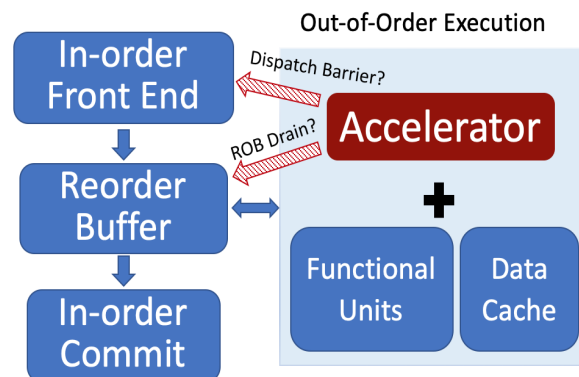 Out-of-Order Execution
In-order
Front End
Dispatch Barrier?
Accelerator
ROB Drain?
Reorder
Buffer
+
Functional
Units
Data
Cache
In-order
Commit